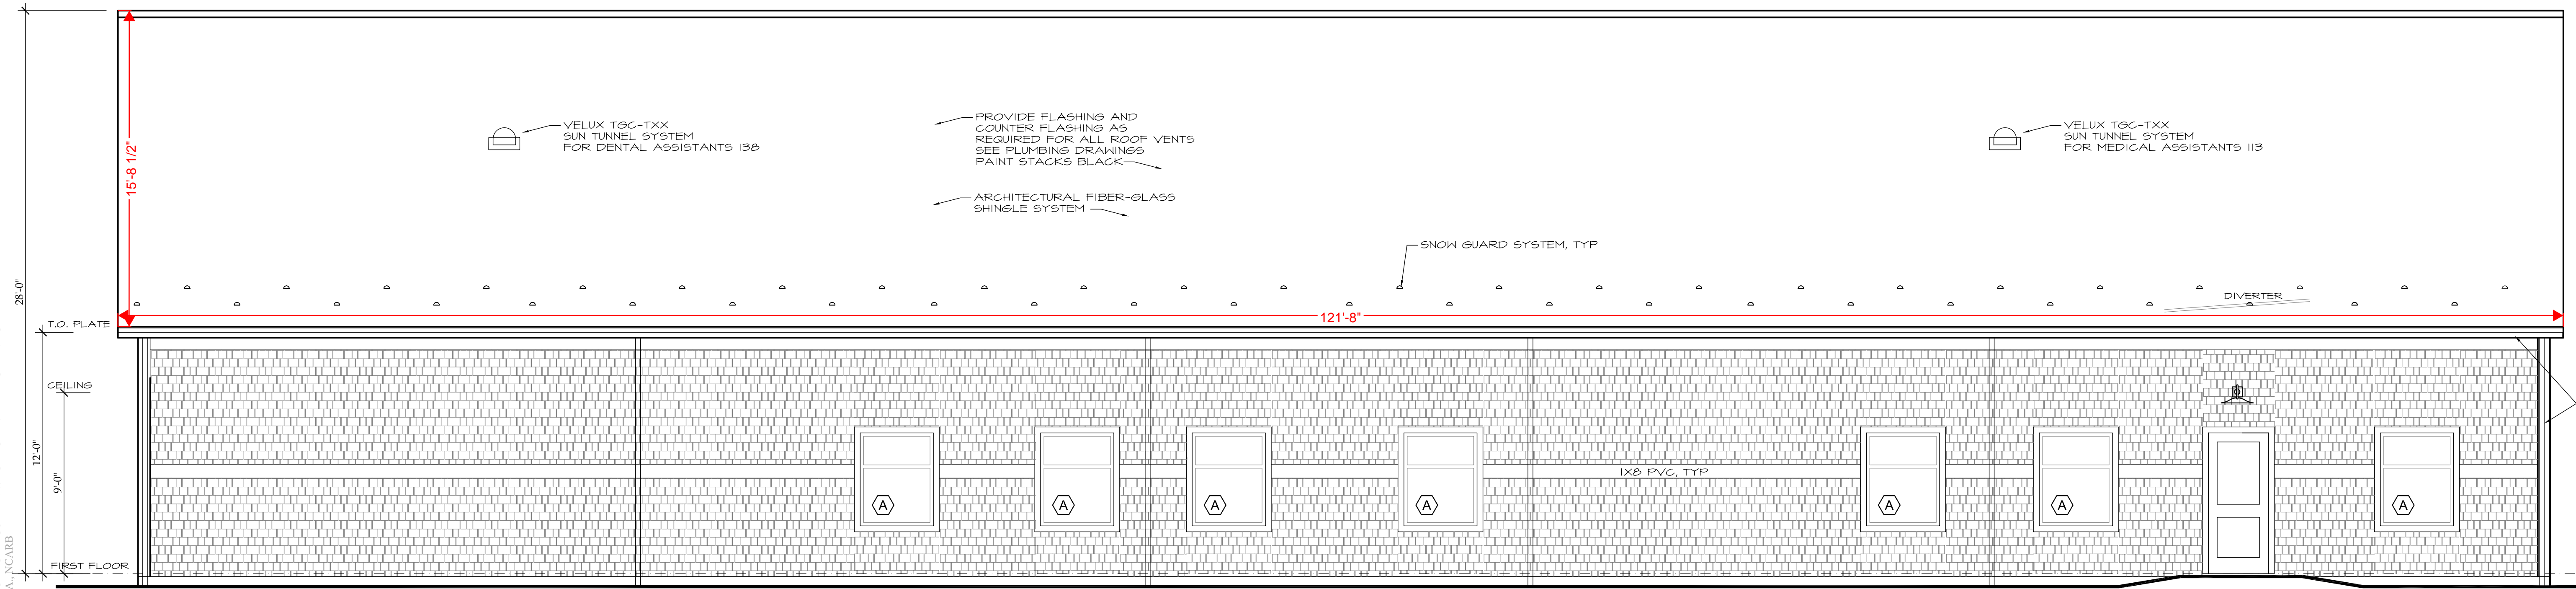 28'-0"
15'-8 1/2"
VELUX TGC-TXX
SUN TUNNEL SYSTEM
FOR DENTAL ASSISTANTS 138
PROVIDE FLASHING AND
COUNTER FLASHING AS
REQUIRED FOR ALL ROOF VENTS
SEE PLUMBING DRAWINGS
PAINT STACKS BLACK
ARCHITECTURAL FIBER-GLASS
SHINGLE SYSTEM
VELUX TGC-TXX
SUN TUNNEL SYSTEM
FOR MEDICAL ASSISTANTS 113
SNOW GUARD SYSTEM, TYP
DIVERTER
121'-8"
T.O. PLATE
CEILING
12'-0"
9'-0"
1X8 PVC, TYP
A
A
A
A
A
A
A
FIRST FLOOR
A., NCARB